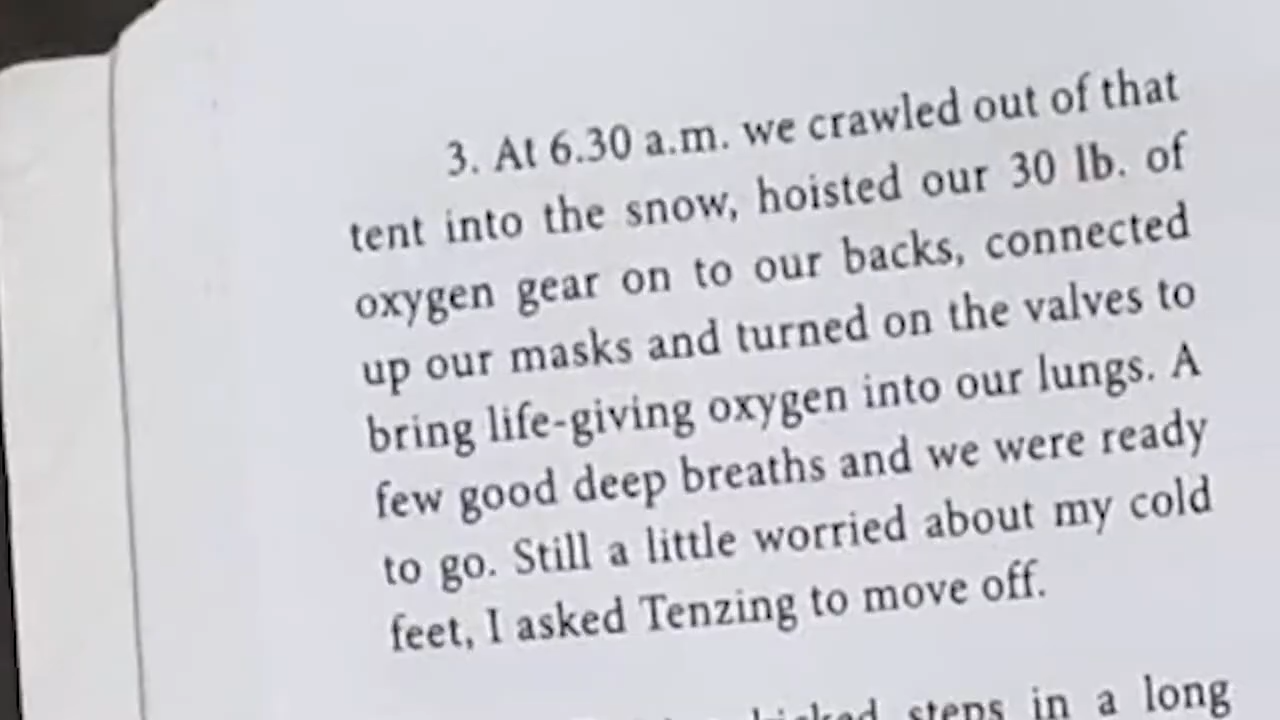 3. At 6.30 a.m. we crawled out of that
tent into the snow, hoisted our 30 lb. of
oxygen gear on to our backs, connected
up our masks and turned on the valves to
bring life-giving oxygen into our lungs. A
few good deep breaths and we were ready
to go. Still a little worried about my cold
feet, I asked Tenzing to move off.
kicked steps in a long